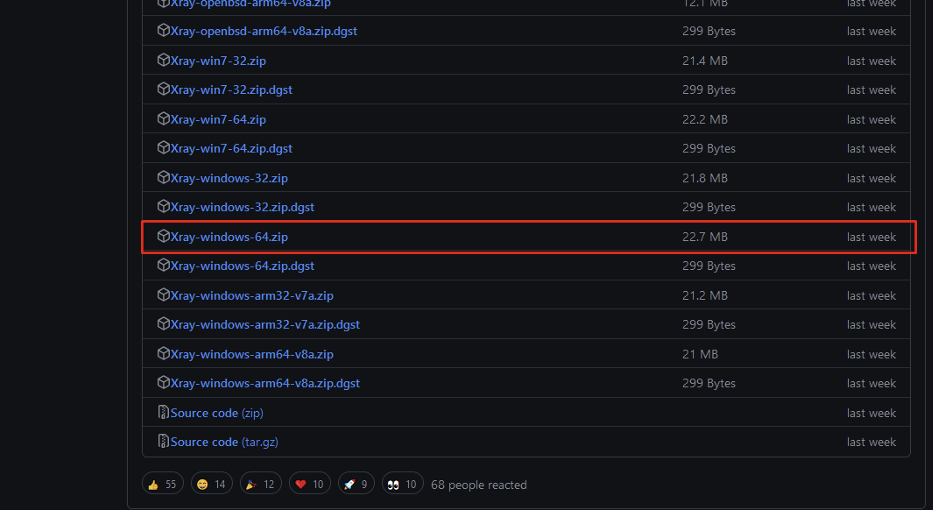 Xray-openbsd-arm64-v8a.zip 12.1 MB last week
Xray-openbsd-arm64-v8a.zip.dgst 299 Bytes last week
Xray-win7-32.zip 21.4 MB last week
Xray-win7-32.zip.dgst 299 Bytes last week
Xray-win7-64.zip 22.2 MB last week
Xray-win7-64.zip.dgst 299 Bytes last week
Xray-windows-32.zip 21.8 MB last week
Xray-windows-32.zip.dgst 299 Bytes last week
Xray-windows-64.zip 22.7 MB last week
Xray-windows-64.zip.dgst 299 Bytes last week
Xray-windows-arm32-v7a.zip 21.2 MB last week
Xray-windows-arm32-v7a.zip.dgst 299 Bytes last week
Xray-windows-arm64-v8a.zip 21 MB last week
Xray-windows-arm64-v8a.zip.dgst 299 Bytes last week
Source code (zip) last week
Source code (tar.gz) last week
👍 55 😄 14 🎉 12 ❤️ 10 🚀 9 👀 10 68 people reacted